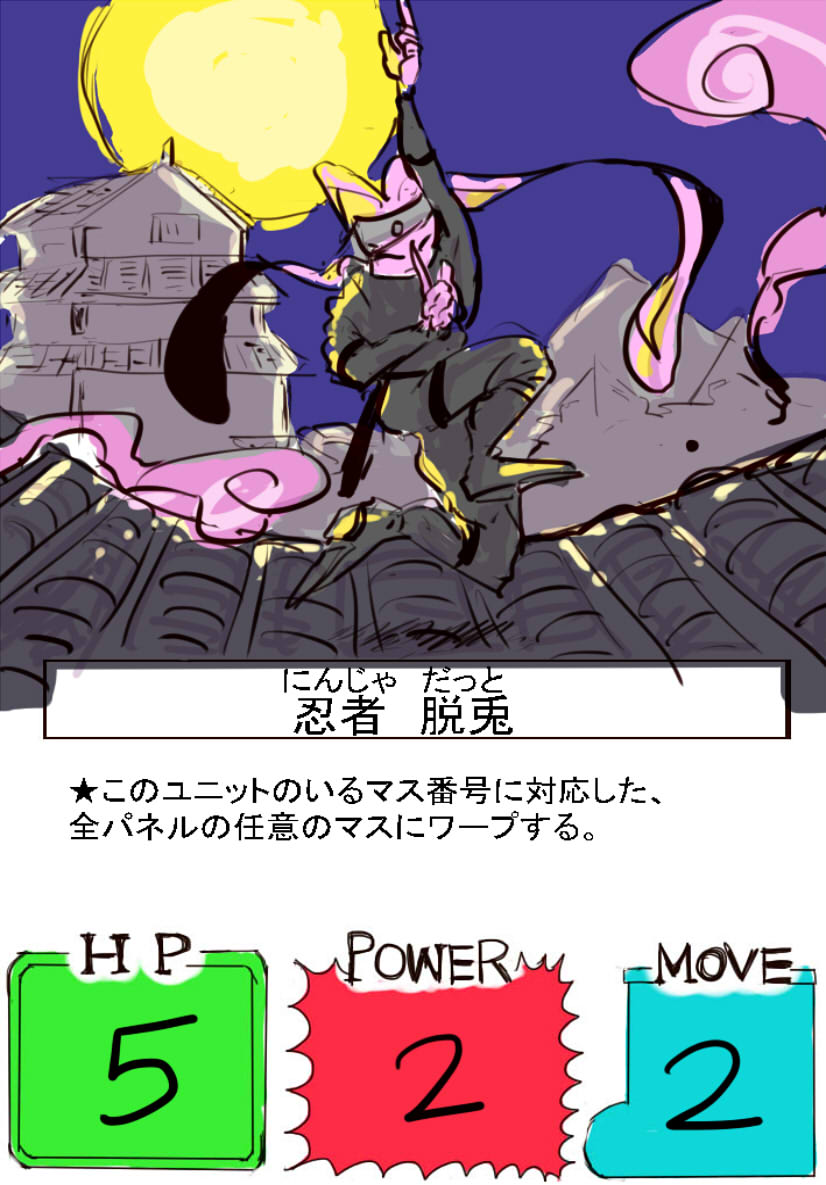 にんじゃ だっと
忍者 脱兎
★このユニットのいるマス番号に対応した、
全パネルの任意のマスにワープする。
HP POWER MOVE
5 2 2